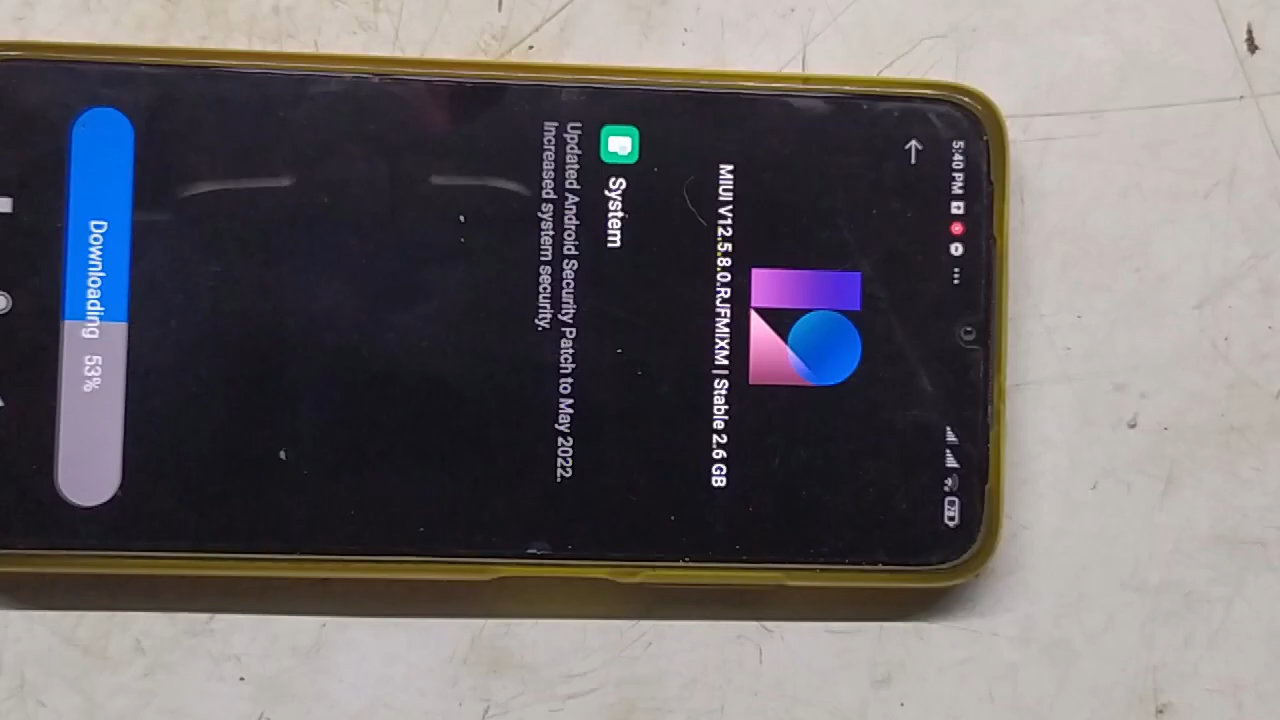 5:40 PM
78
MIUI V12.5.8.0.RJFMIXM | Stable 2.6 GB
System
Updated Android Security Patch to May 2022.
Increased system security.
Downloading 53%